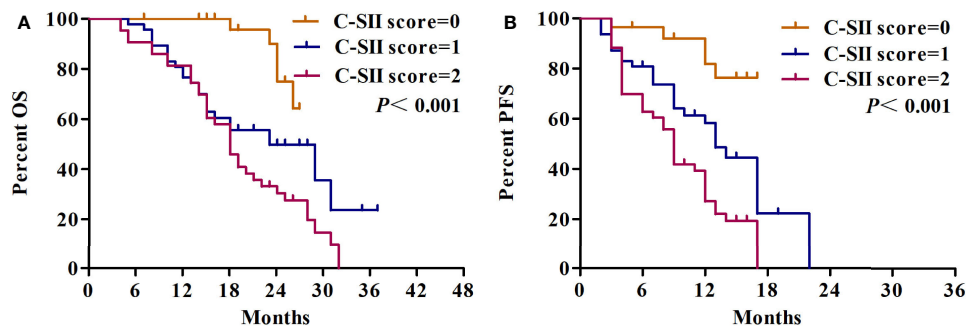 A
Percent OS
100
80
60
40
20
0
0 6 12 18 24 30 36 42 48
Months
C-SII score=0
C-SII score=1
C-SII score=2
P< 0.001
B
Percent PFS
100
80
60
40
20
0
0 6 12 18 24 30 36
Months
C-SII score=0
C-SII score=1
C-SII score=2
P< 0.001